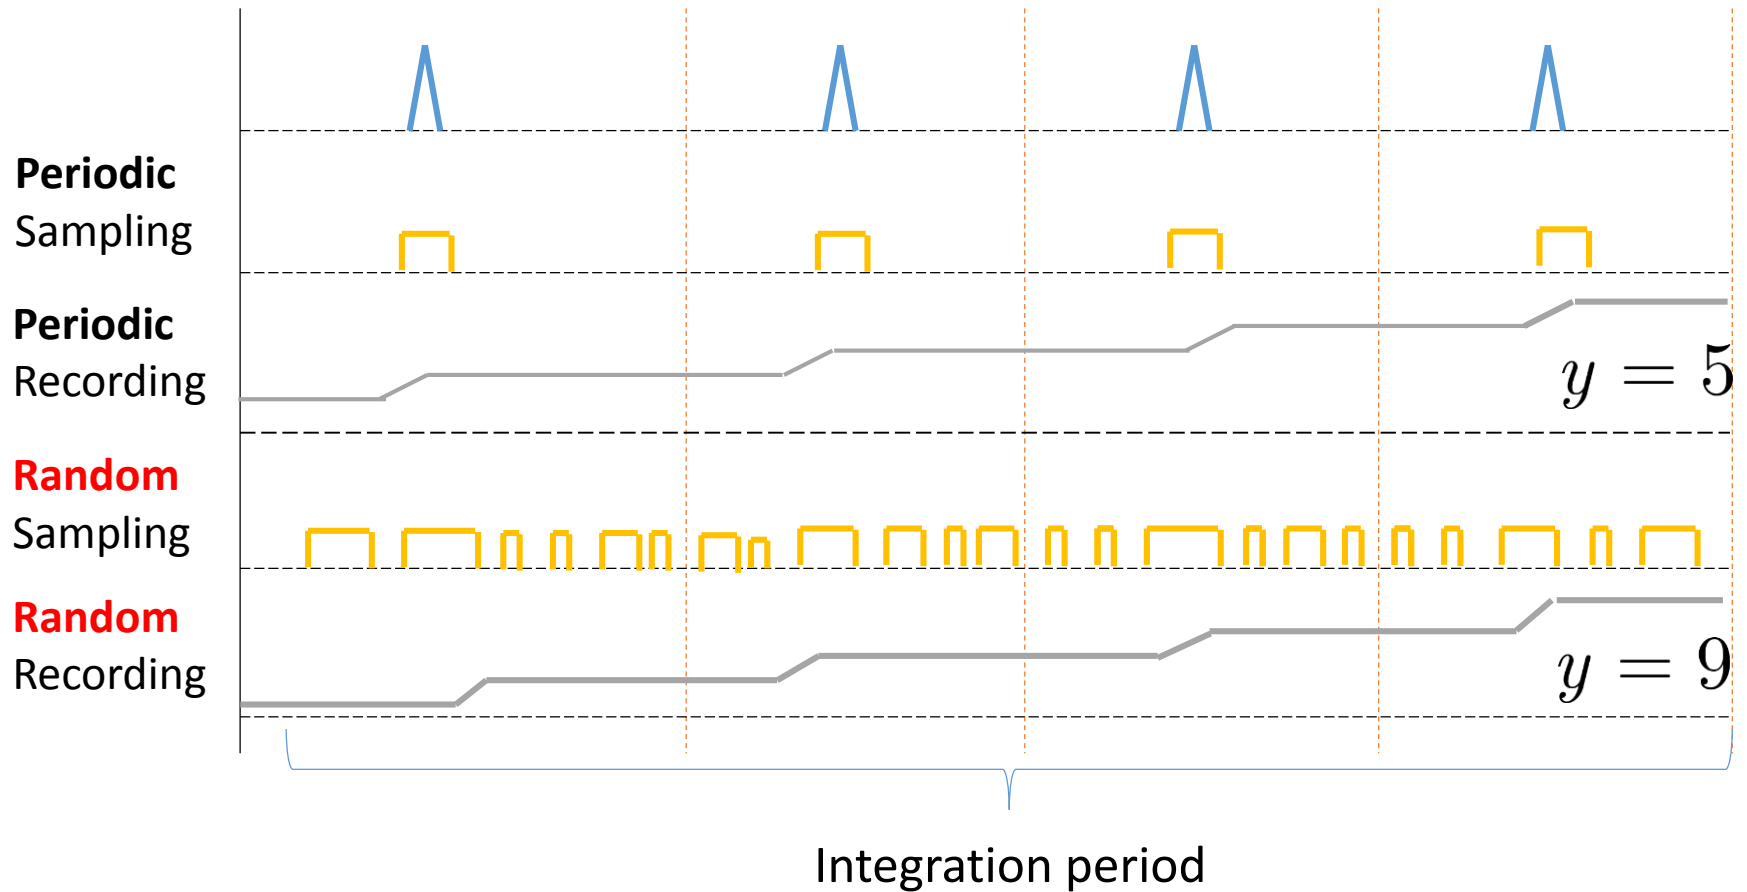 Periodic
Sampling
Periodic
Recording
y = 5
Random
Sampling
Random
Recording
y = 9
Integration period